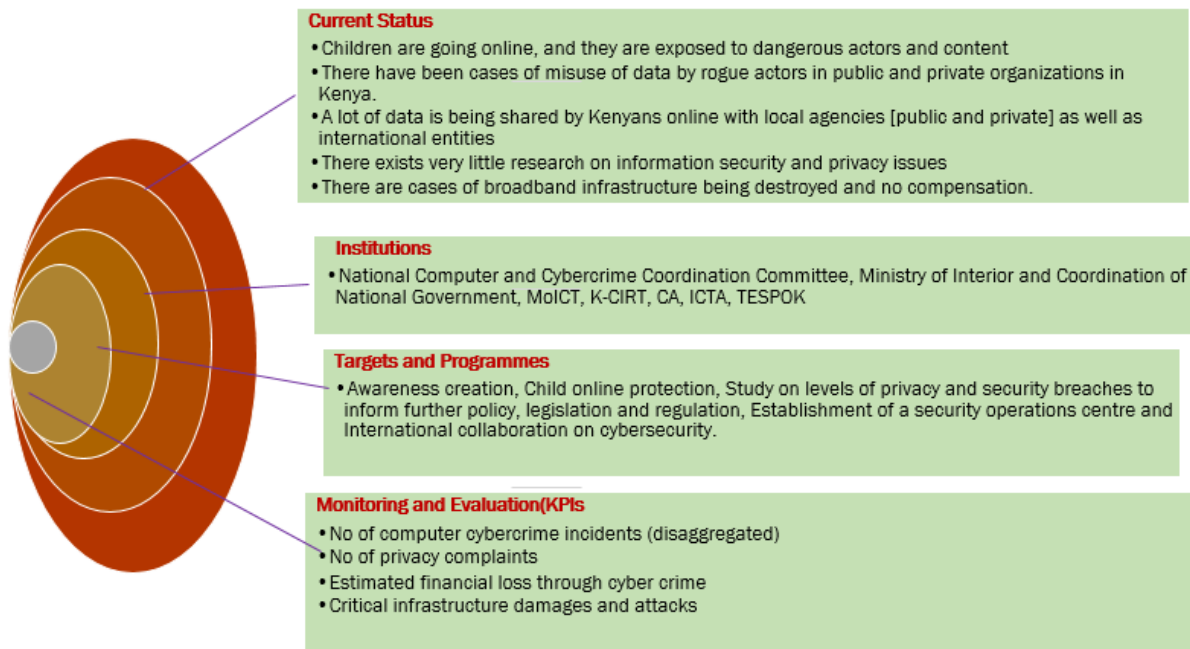 Current Status
•Children are going online, and they are exposed to dangerous actors and content
•There have been cases of misuse of data by rogue actors in public and private organizations in
Kenya.
•A lot of data is being shared by Kenyans online with local agencies [public and private] as well as
international entities
•There exists very little research on information security and privacy issues
•There are cases of broadband infrastructure being destroyed and no compensation.
Institutions
•National Computer and Cybercrime Coordination Committee, Ministry of Interior and Coordination of
National Government, MoICT, K-CIRT, CA, ICTA, TESPOK
Targets and Programmes
•Awareness creation, Child online protection, Study on levels of privacy and security breaches to
inform further policy, legislation and regulation, Establishment of a security operations centre and
International collaboration on cybersecurity.
Monitoring and Evaluation(KPIs
•No of computer cybercrime incidents (disaggregated)
•No of privacy complaints
•Estimated financial loss through cyber crime
•Critical infrastructure damages and attacks